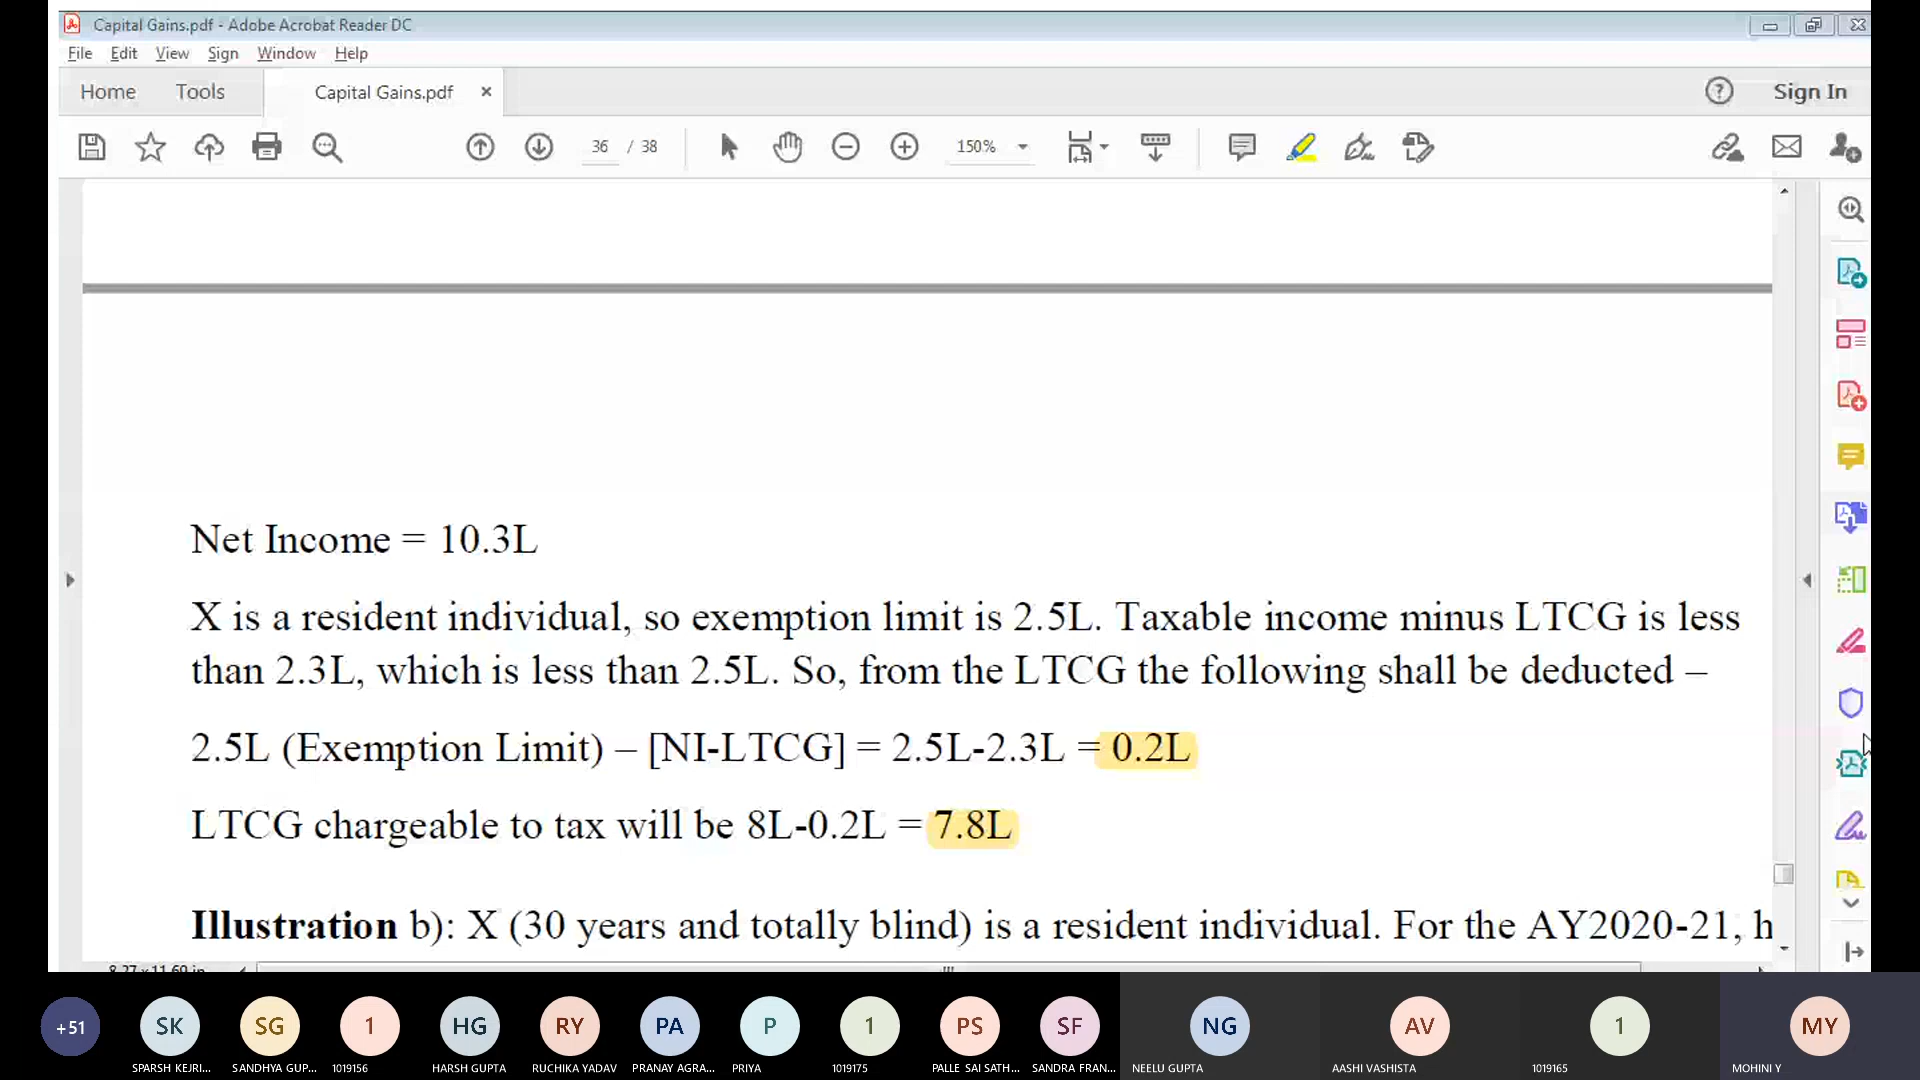 Capital Gains.pdf - Adobe Acrobat Reader DC
File Edit View Sign Window Help
Home Tools Capital Gains.pdf × Sign In
36 / 38 150%
Net Income = 10.3L
X is a resident individual, so exemption limit is 2.5L. Taxable income minus LTCG is less
than 2.3L, which is less than 2.5L. So, from the LTCG the following shall be deducted –
2.5L (Exemption Limit) – [NI-LTCG] = 2.5L-2.3L = 0.2L
LTCG chargeable to tax will be 8L-0.2L = 7.8L
Illustration b): X (30 years and totally blind) is a resident individual. For the AY2020-21, h
8.27 x 11.69 in
+51 SK SG 1 HG RY PA P 1 PS SF NG AV 1 MY
SPARSH KEJRI... SANDHYA GUP... 1019156 HARSH GUPTA RUCHIKA YADAV PRANAY AGRA... PRIYA 1019175 PALLE SAI SATH... SANDRA FRAN... NEELU GUPTA AASHI VASHISTA 1019165 MOHINI Y